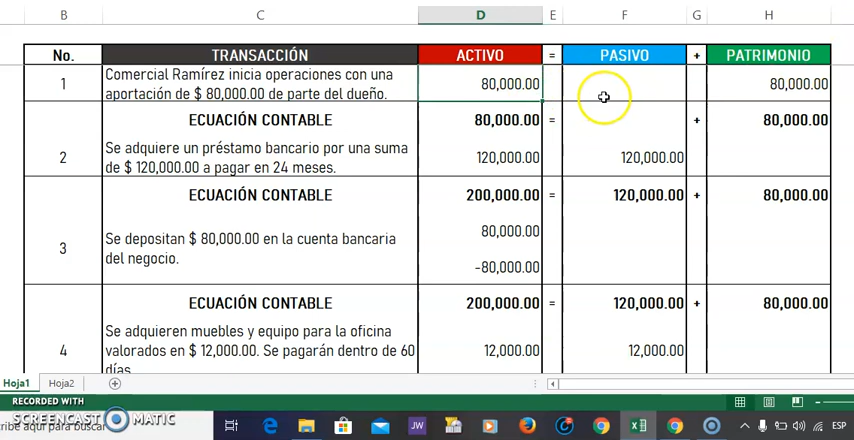 B C D E F G H
No. TRANSACCIÓN ACTIVO = PASIVO + PATRIMONIO
1 Comercial Ramírez inicia operaciones con una 80,000.00 80,000.00
aportación de $ 80,000.00 de parte del dueño.
ECUACIÓN CONTABLE 80,000.00 = + 80,000.00
2 Se adquiere un préstamo bancario por una suma 120,000.00 120,000.00
de $ 120,000.00 a pagar en 24 meses.
ECUACIÓN CONTABLE 200,000.00 = 120,000.00 + 80,000.00
80,000.00
3 Se depositan $ 80,000.00 en la cuenta bancaria
del negocio.
-80,000.00
ECUACIÓN CONTABLE 200,000.00 = 120,000.00 + 80,000.00
Se adquieren muebles y equipo para la oficina
4 valorados en $ 12,000.00. Se pagarán dentro de 60 12,000.00 12,000.00
días.
Hoja1 Hoja2
RECORDED WITH
SCREENCAST MATIC
cribe aquí para buscar
JW
ESP